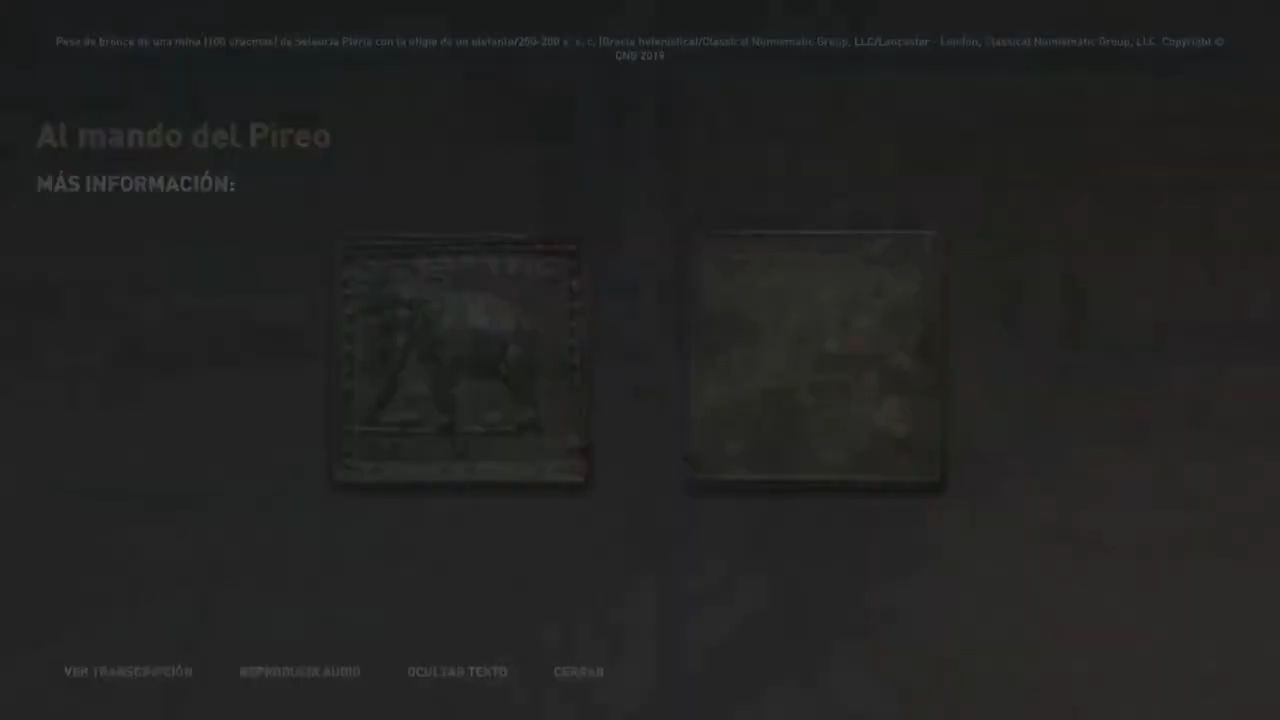 Pesa de bronce de una mina (100 dracmas) de Seleucia Pieria con la efigie de un elefante/250-200 a. e. c. (Grecia helenística)/Classical Numismatic Group, LLC/Lancaster - London, Classical Numismatic Group, LLC. Copyright ©
CNG 2019
Al mando del Pireo
MÁS INFORMACIÓN:
VER TRANSCRIPCIÓN REPRODUCIR AUDIO OCULTAR TEXTO CERRAR